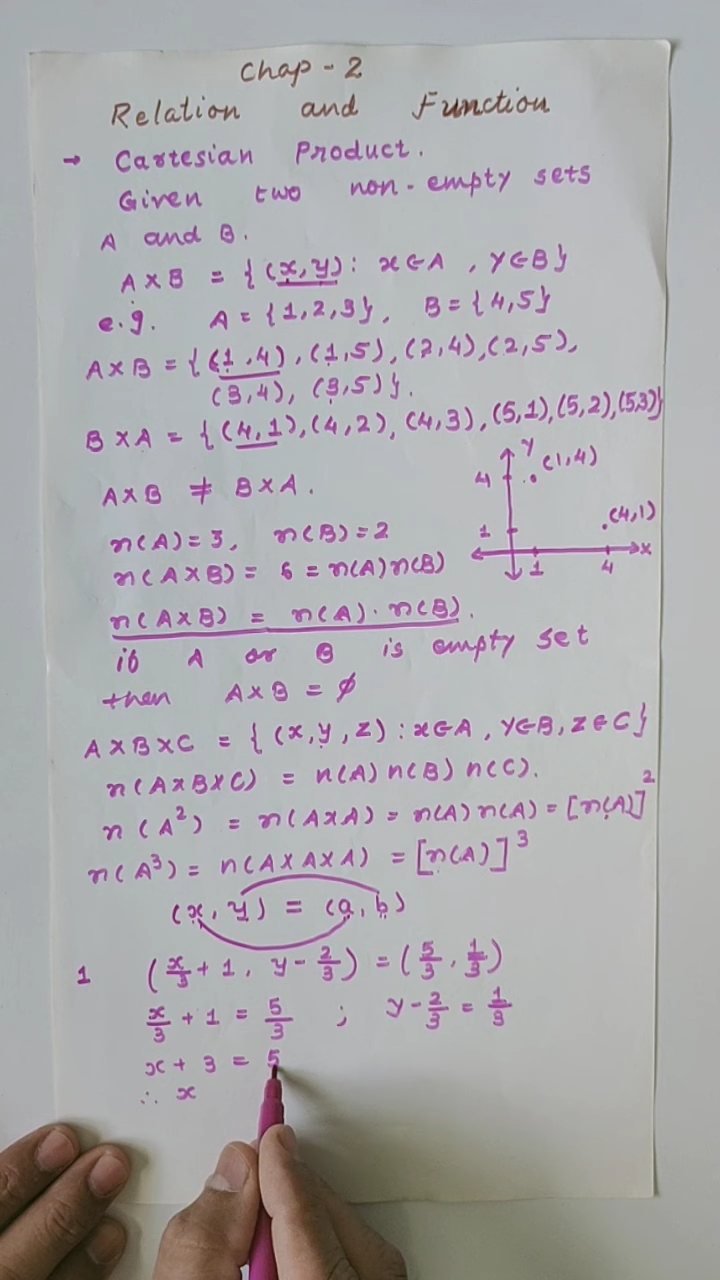 Chap - 2
Relation and Function
→ Cartesian Product.
Given two non-empty sets
A and B.
A×B = {(x,y): x∈A, y∈B}
e.g. A = {1,2,3}, B = {4,5}
A×B = {(1,4), (1,5), (2,4), (2,5),
(3,4), (3,5)}.
B×A = {(4,1), (4,2), (4,3), (5,1), (5,2), (5,3)}
A×B ≠ B×A.
Y
4 (1,4)
1 (4,1)
1 4 X
n(A)=3, n(B)=2
n(A×B) = 6 = n(A)n(B)
n(A×B) = n(A).n(B).
if A or B is empty set
then A×B = ∅
A×B×C = {(x,y,z): x∈A, y∈B, z∈C}
n(A×B×C) = n(A)n(B)n(C).
n(A²) = n(A×A) = n(A)n(A) = [n(A)]²
n(A³) = n(A×A×A) = [n(A)]³
(x,y) = (a,b)
1 (x/3 + 1, y - 2/3) = (5/3, 1/3)
x/3 + 1 = 5/3 ; y - 2/3 = 1/3
x + 3 = 5
∴ x